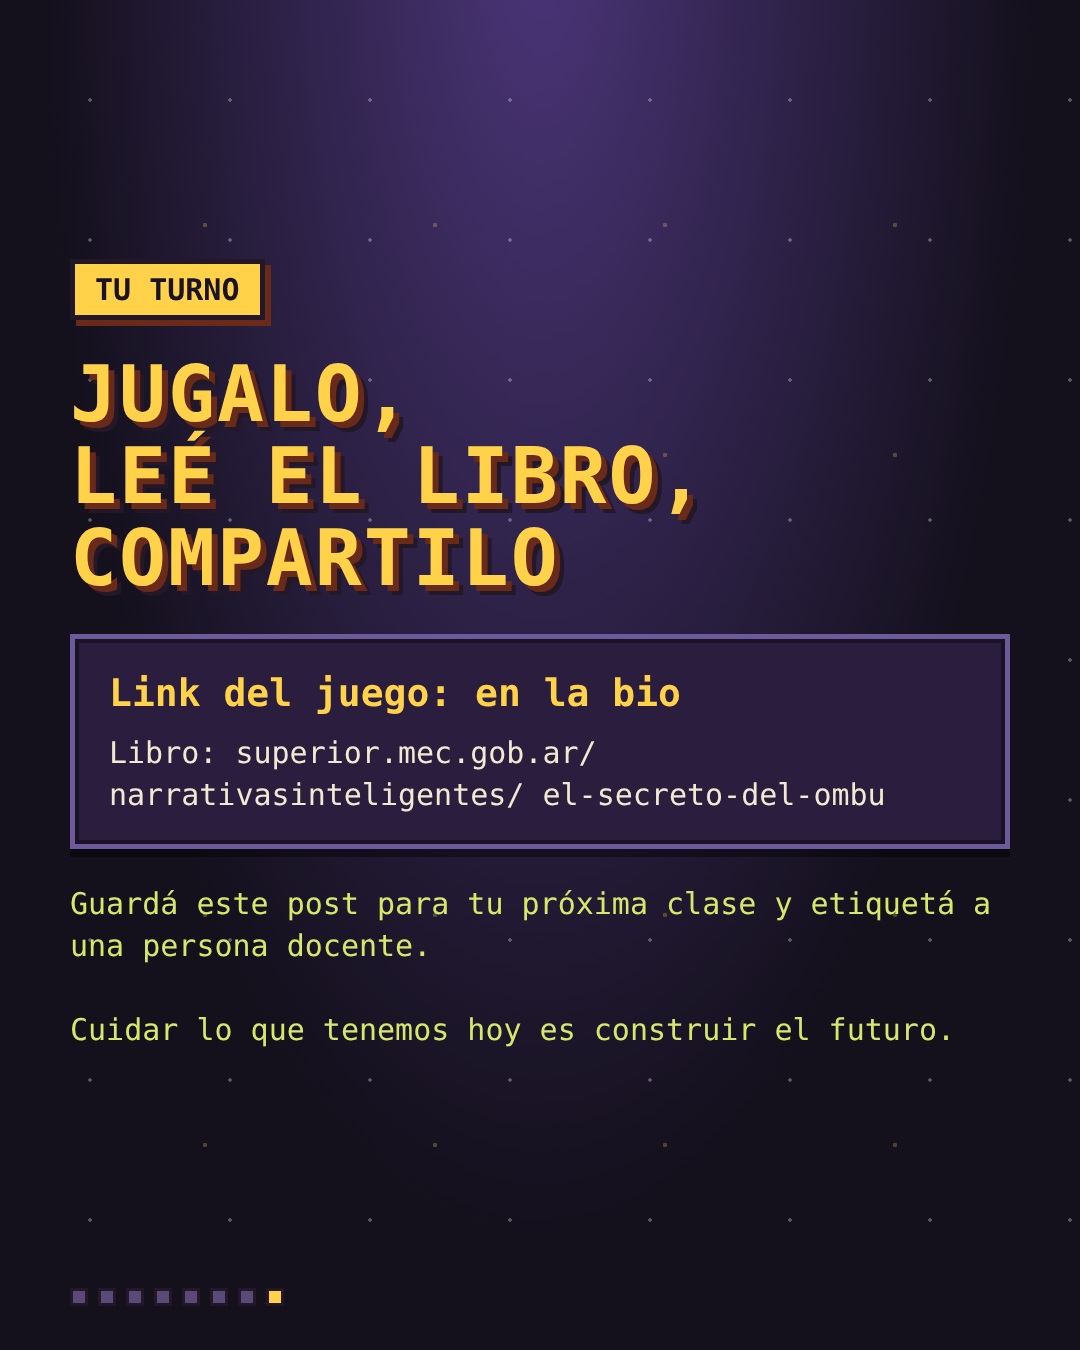 TU TURNO
JUGALO,
LEÉ EL LIBRO,
COMPARTILO
Link del juego: en la bio
Libro: superior.mec.gob.ar/
narrativasinteligentes/ el-secreto-del-ombu
Guardá este post para tu próxima clase y etiquetá a
una persona docente.
Cuidar lo que tenemos hoy es construir el futuro.